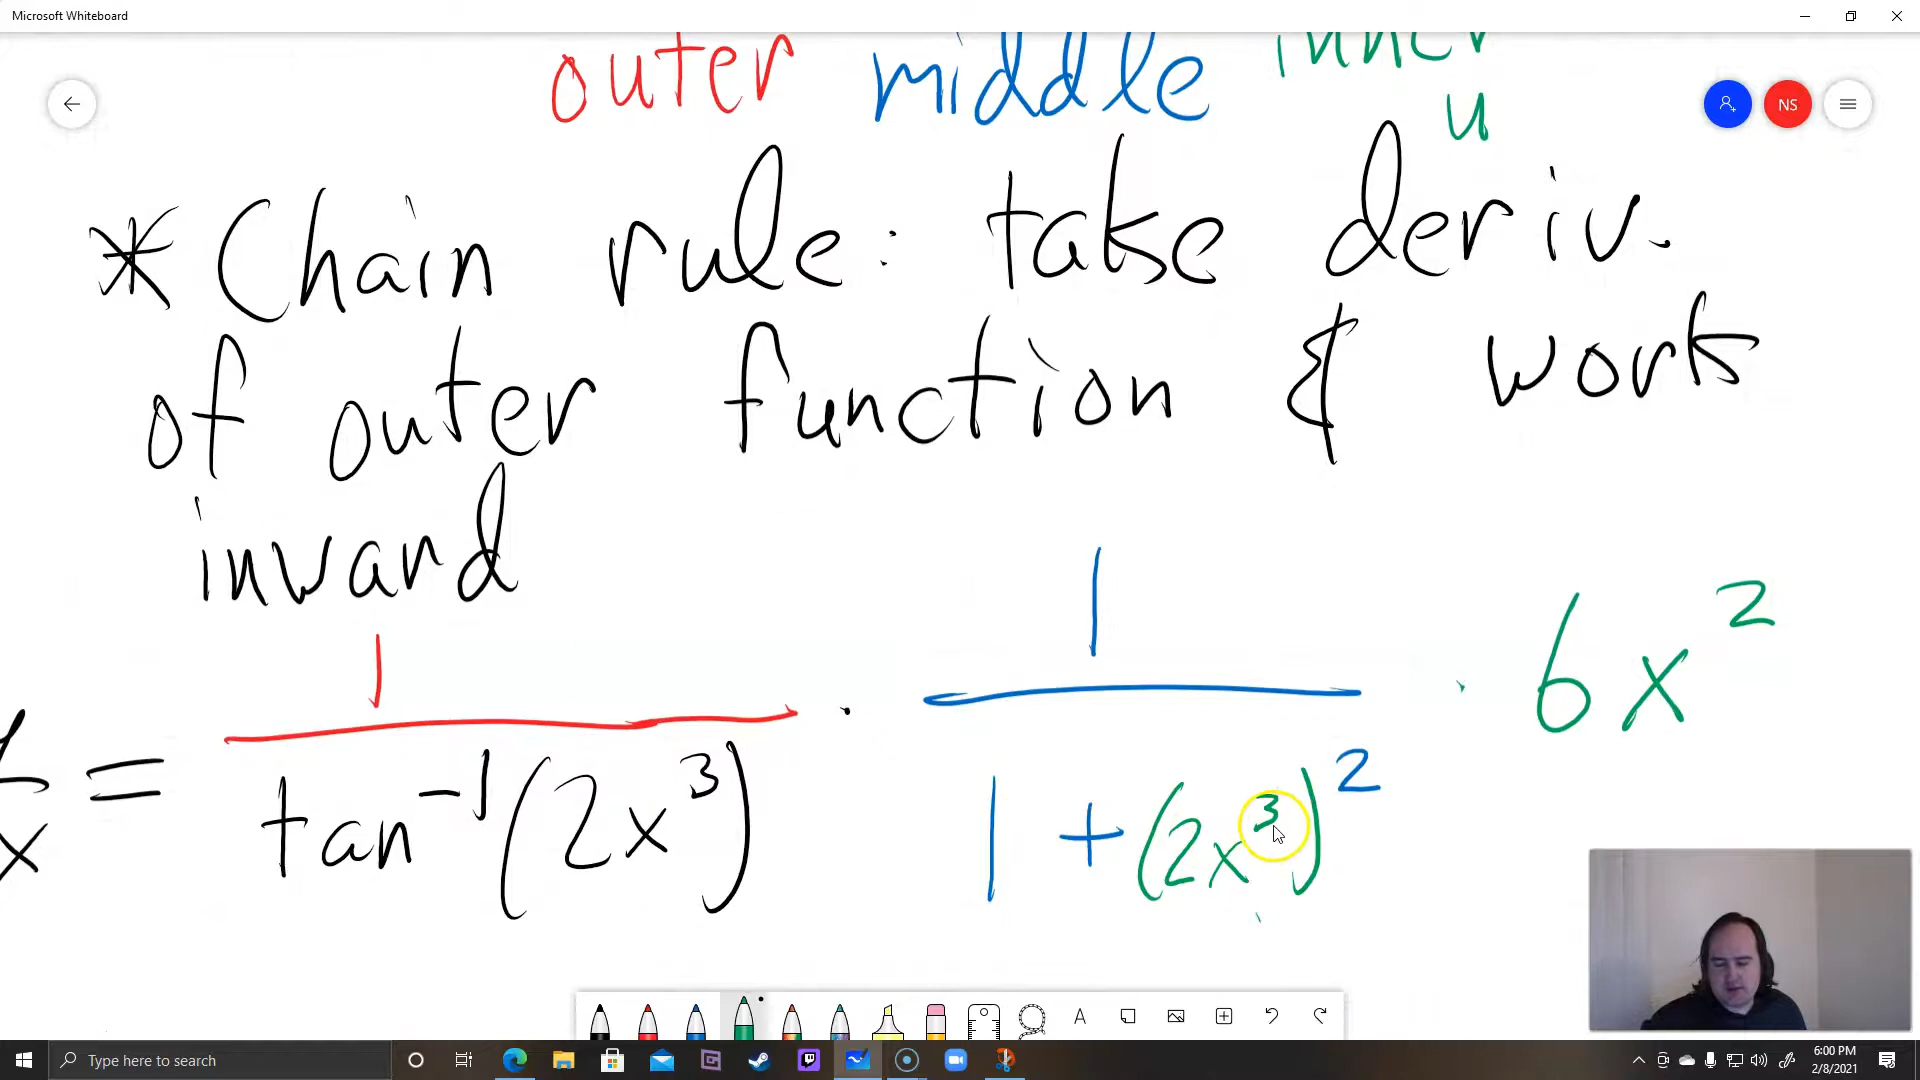 Microsoft Whiteboard
outer middle inner
u
NS
* Chain rule: take deriv.
of outer function & work
inward
1 1
= ――― · ――― · 6x²
tan⁻¹(2x³) 1 + (2x³)²
x
A
Type here to search
6:00 PM
2/8/2021